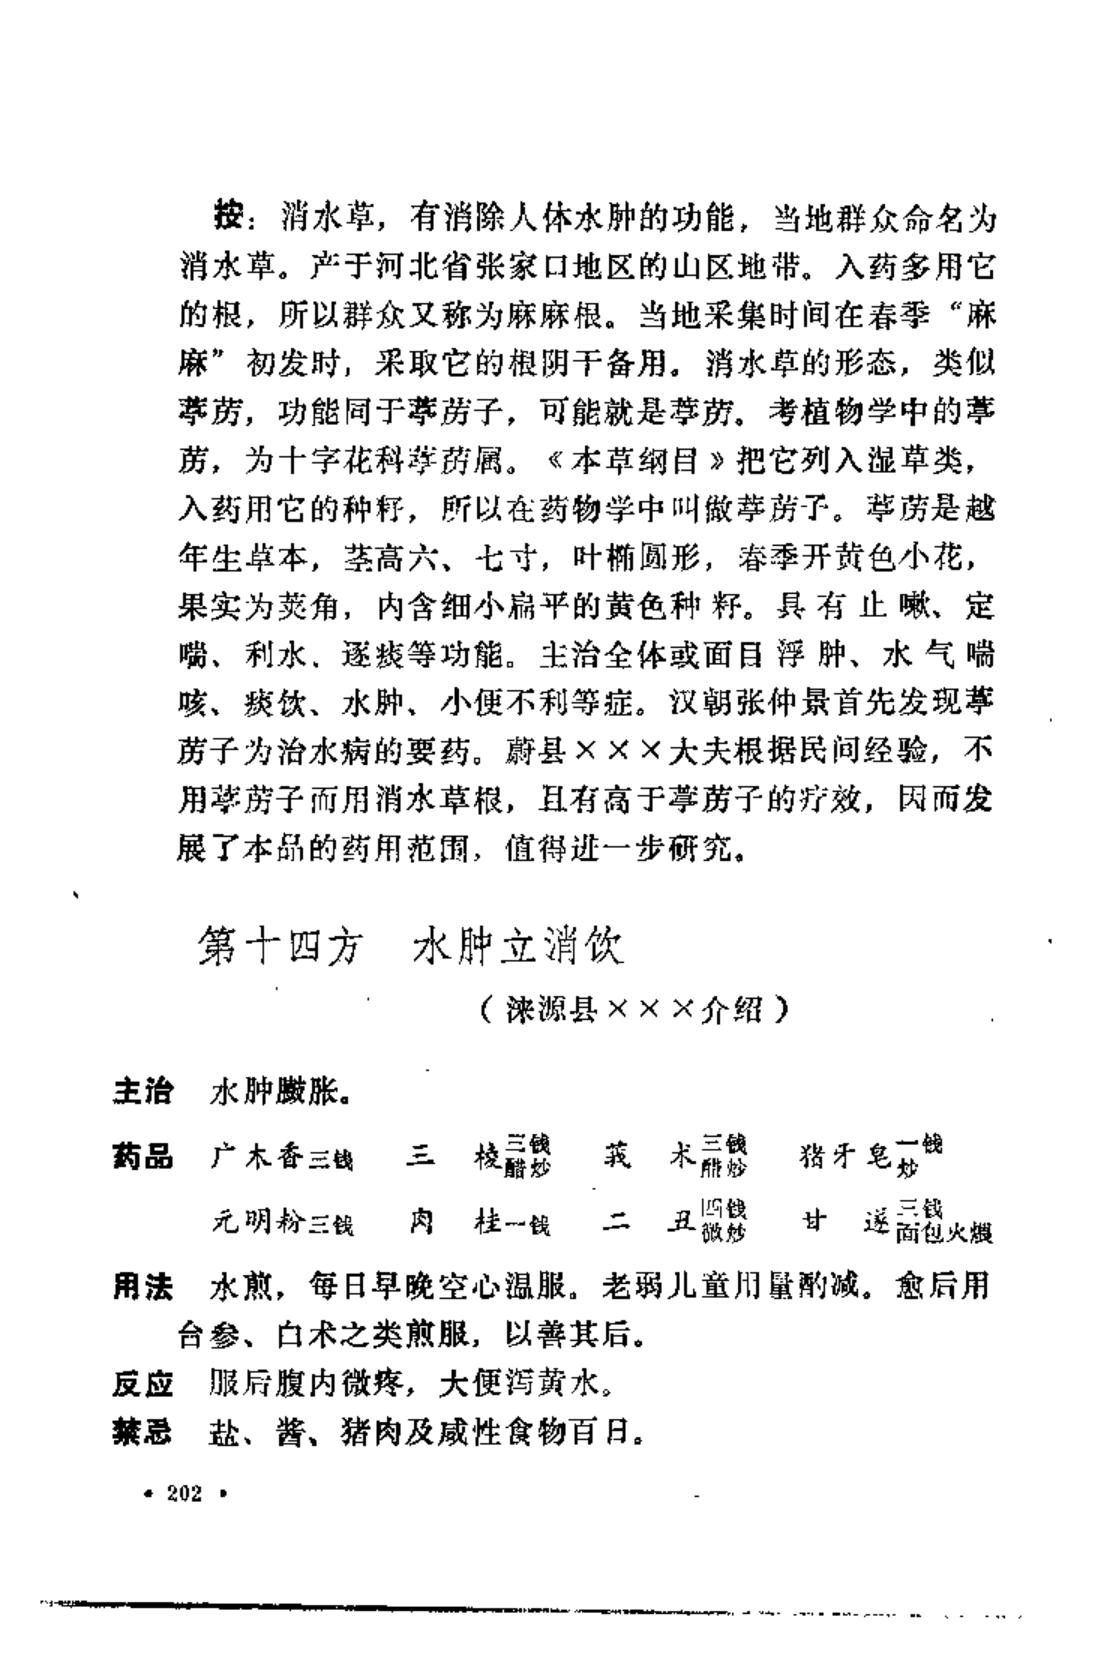 按：消水草，有消除人体水肿的功能，当地群众命名为
消水草。产于河北省张家口地区的山区地带。入药多用它
的根，所以群众又称为麻麻根。当地采集时间在春季“麻
麻”初发时，采取它的根阴干备用。消水草的形态，类似
葶苈，功能同于葶苈子，可能就是葶苈。考植物学中的葶
苈，为十字花科葶苈属。《本草纲目》把它列入湿草类，
入药用它的种籽，所以在药物学中叫做葶苈子。葶苈是越
年生草本，茎高六、七寸，叶椭圆形，春季开黄色小花，
果实为荚角，内含细小扁平的黄色种籽。具有止嗽、定
喘、利水、逐痰等功能。主治全体或面目浮肿、水气喘
咳、痰饮、水肿、小便不利等症。汉朝张仲景首先发现葶
苈子为治水病的要药。蔚县×××大夫根据民间经验，不
用葶苈子而用消水草根，且有高于葶苈子的疗效，因而发
展了本品的药用范围，值得进一步研究。
第十四方 水肿立消饮
（涞源县×××介绍）
主治 水肿臌胀。
药品 广木香三钱 三棱三钱醋炒 莪术三钱醋炒 猪牙皂一钱炒
元明粉三钱 肉桂一钱 二丑四钱微炒 甘遂三钱面包火煨
用法 水煎，每日早晚空心温服。老弱儿童用量酌减。愈后用
台参、白术之类煎服，以善其后。
反应 服后腹内微疼，大便泻黄水。
禁忌 盐、酱、猪肉及咸性食物百日。
• 202 •